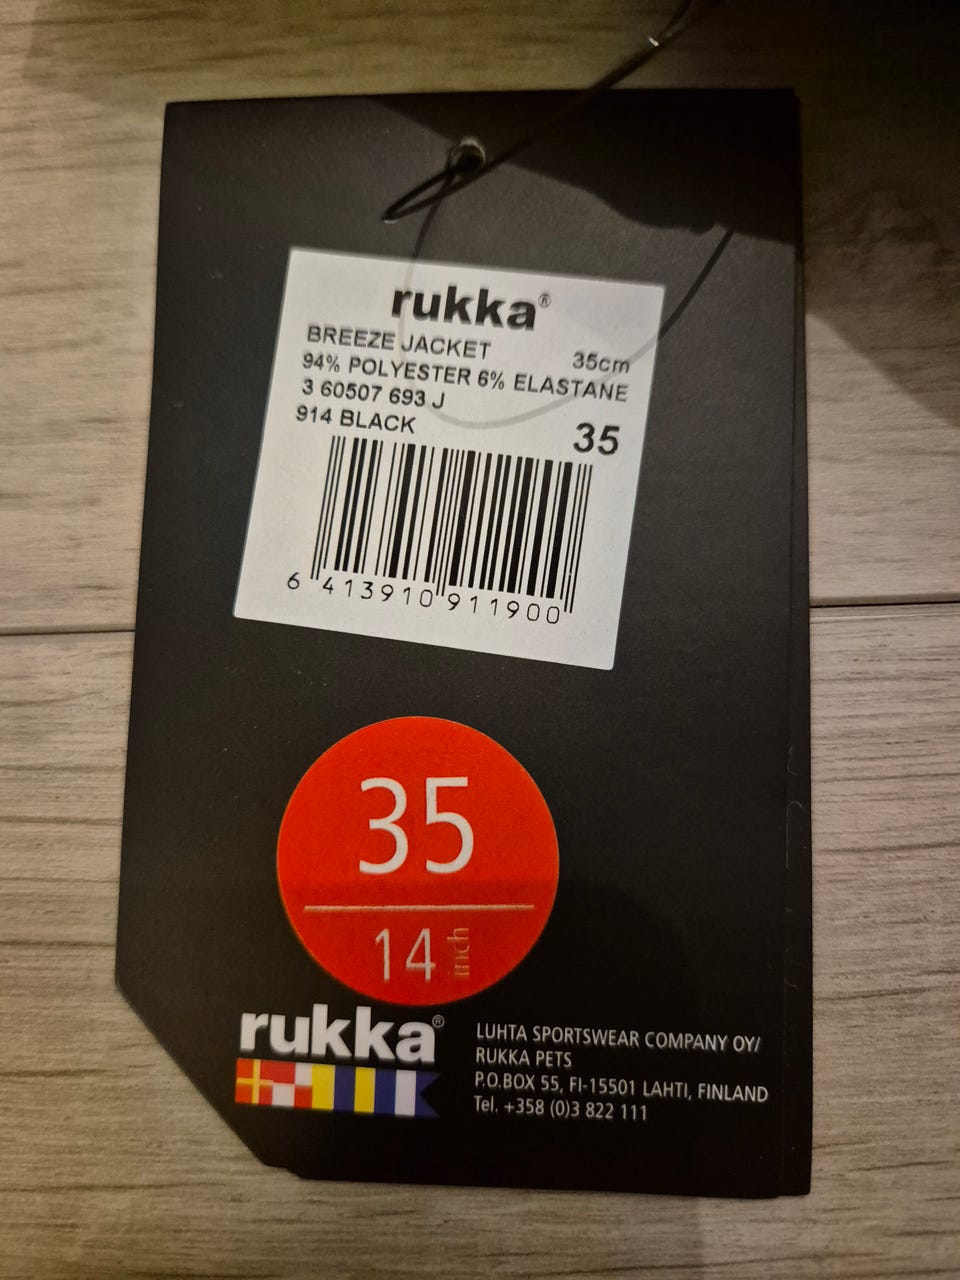 rukka®
BREEZE JACKET 35cm
94% POLYESTER 6% ELASTANE
3 60507 693 J
914 BLACK 35
6 413910 911900
35
14 inch
rukka®
LUHTA SPORTSWEAR COMPANY OY/
RUKKA PETS
P.O.BOX 55, FI-15501 LAHTI, FINLAND
Tel. +358 (0)3 822 111